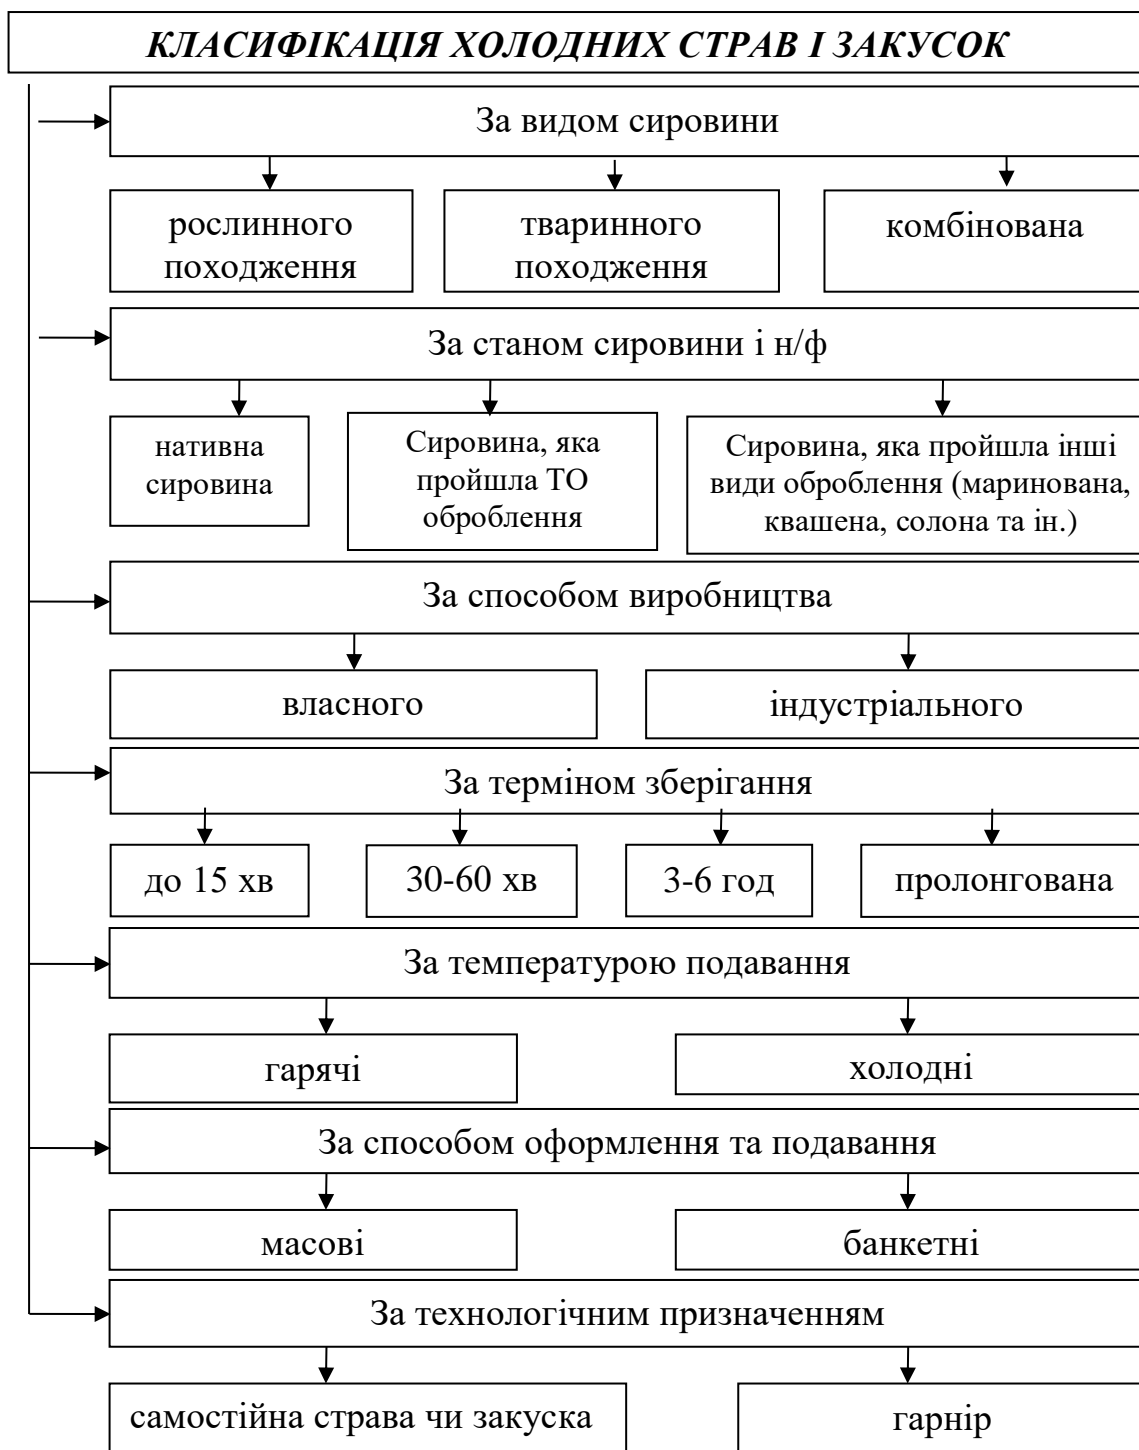 КЛАСИФІКАЦІЯ ХОЛОДНИХ СТРАВ І ЗАКУСОК
За видом сировини
рослинного
походження
тваринного
походження
комбінована
За станом сировини і н/ф
нативна
сировина
Сировина, яка
пройшла ТО
оброблення
Сировина, яка пройшла інші
види оброблення (маринована,
квашена, солона та ін.)
За способом виробництва
власного
індустріального
За терміном зберігання
до 15 хв
30-60 хв
3-6 год
пролонгована
За температурою подавання
гарячі
холодні
За способом оформлення та подавання
масові
банкетні
За технологічним призначенням
самостійна страва чи закуска
гарнір